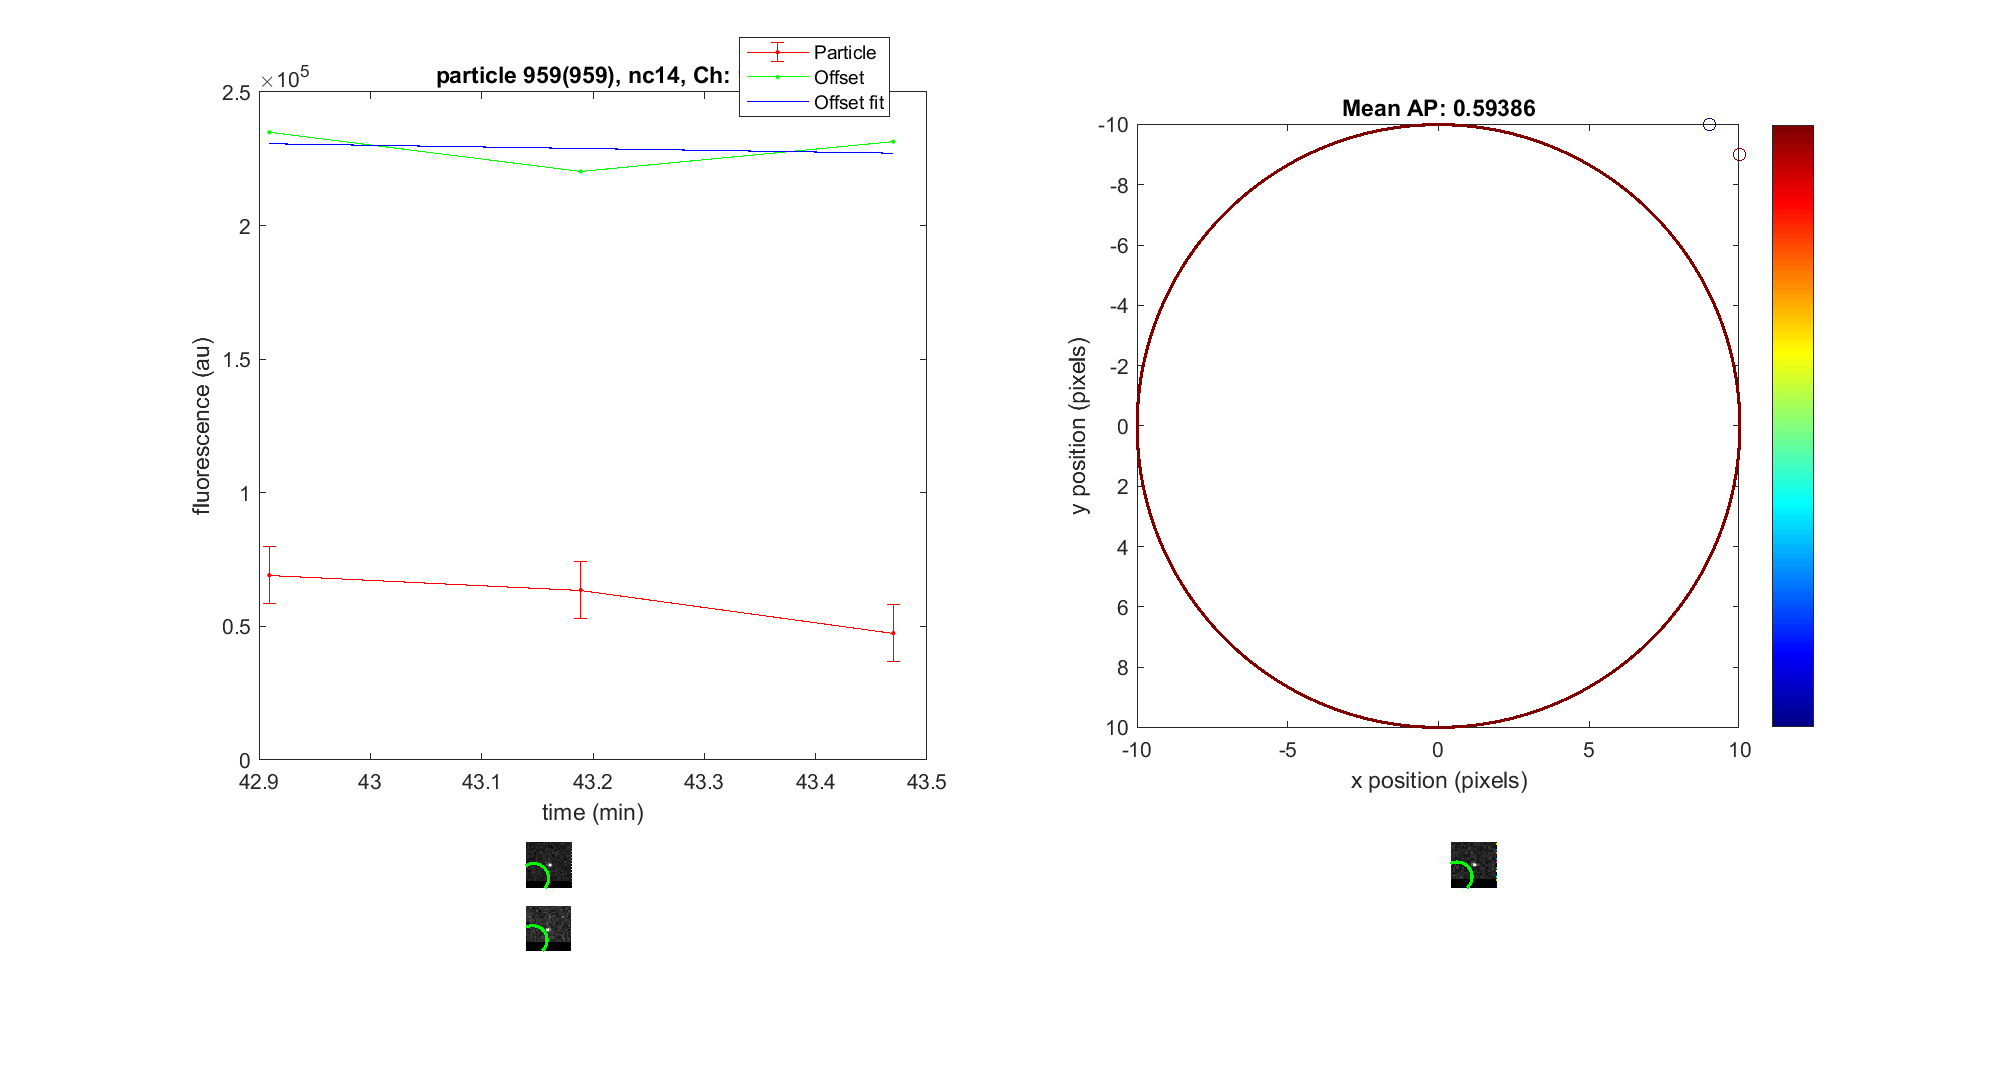 particle 959(959), nc14, Ch:
Particle
Offset
Offset fit
×10^5
2.5
2
1.5
1
0.5
0
fluorescence (au)
42.9 43 43.1 43.2 43.3 43.4 43.5
time (min)
Mean AP: 0.59386
-10
-8
-6
-4
-2
0
2
4
6
8
10
y position (pixels)
-10 -5 0 5 10
x position (pixels)